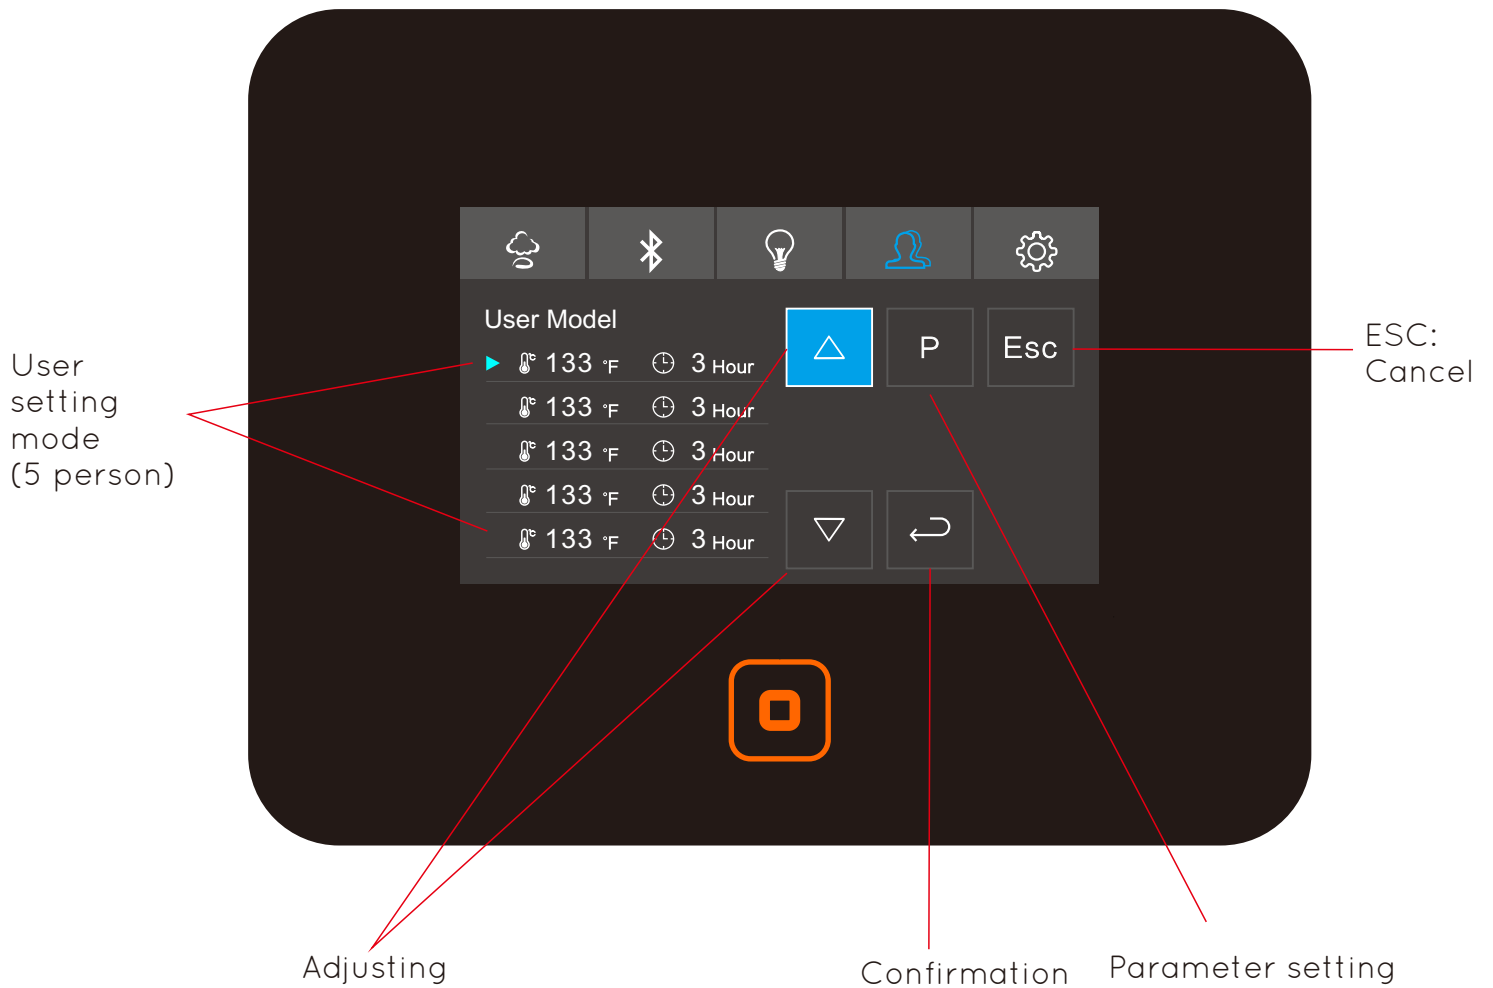 User Model
133 °F 3 Hour
133 °F 3 Hour
133 °F 3 Hour
133 °F 3 Hour
133 °F 3 Hour
P
Esc
User
setting
mode
(5 person)
ESC:
Cancel
Adjusting
Confirmation
Parameter setting